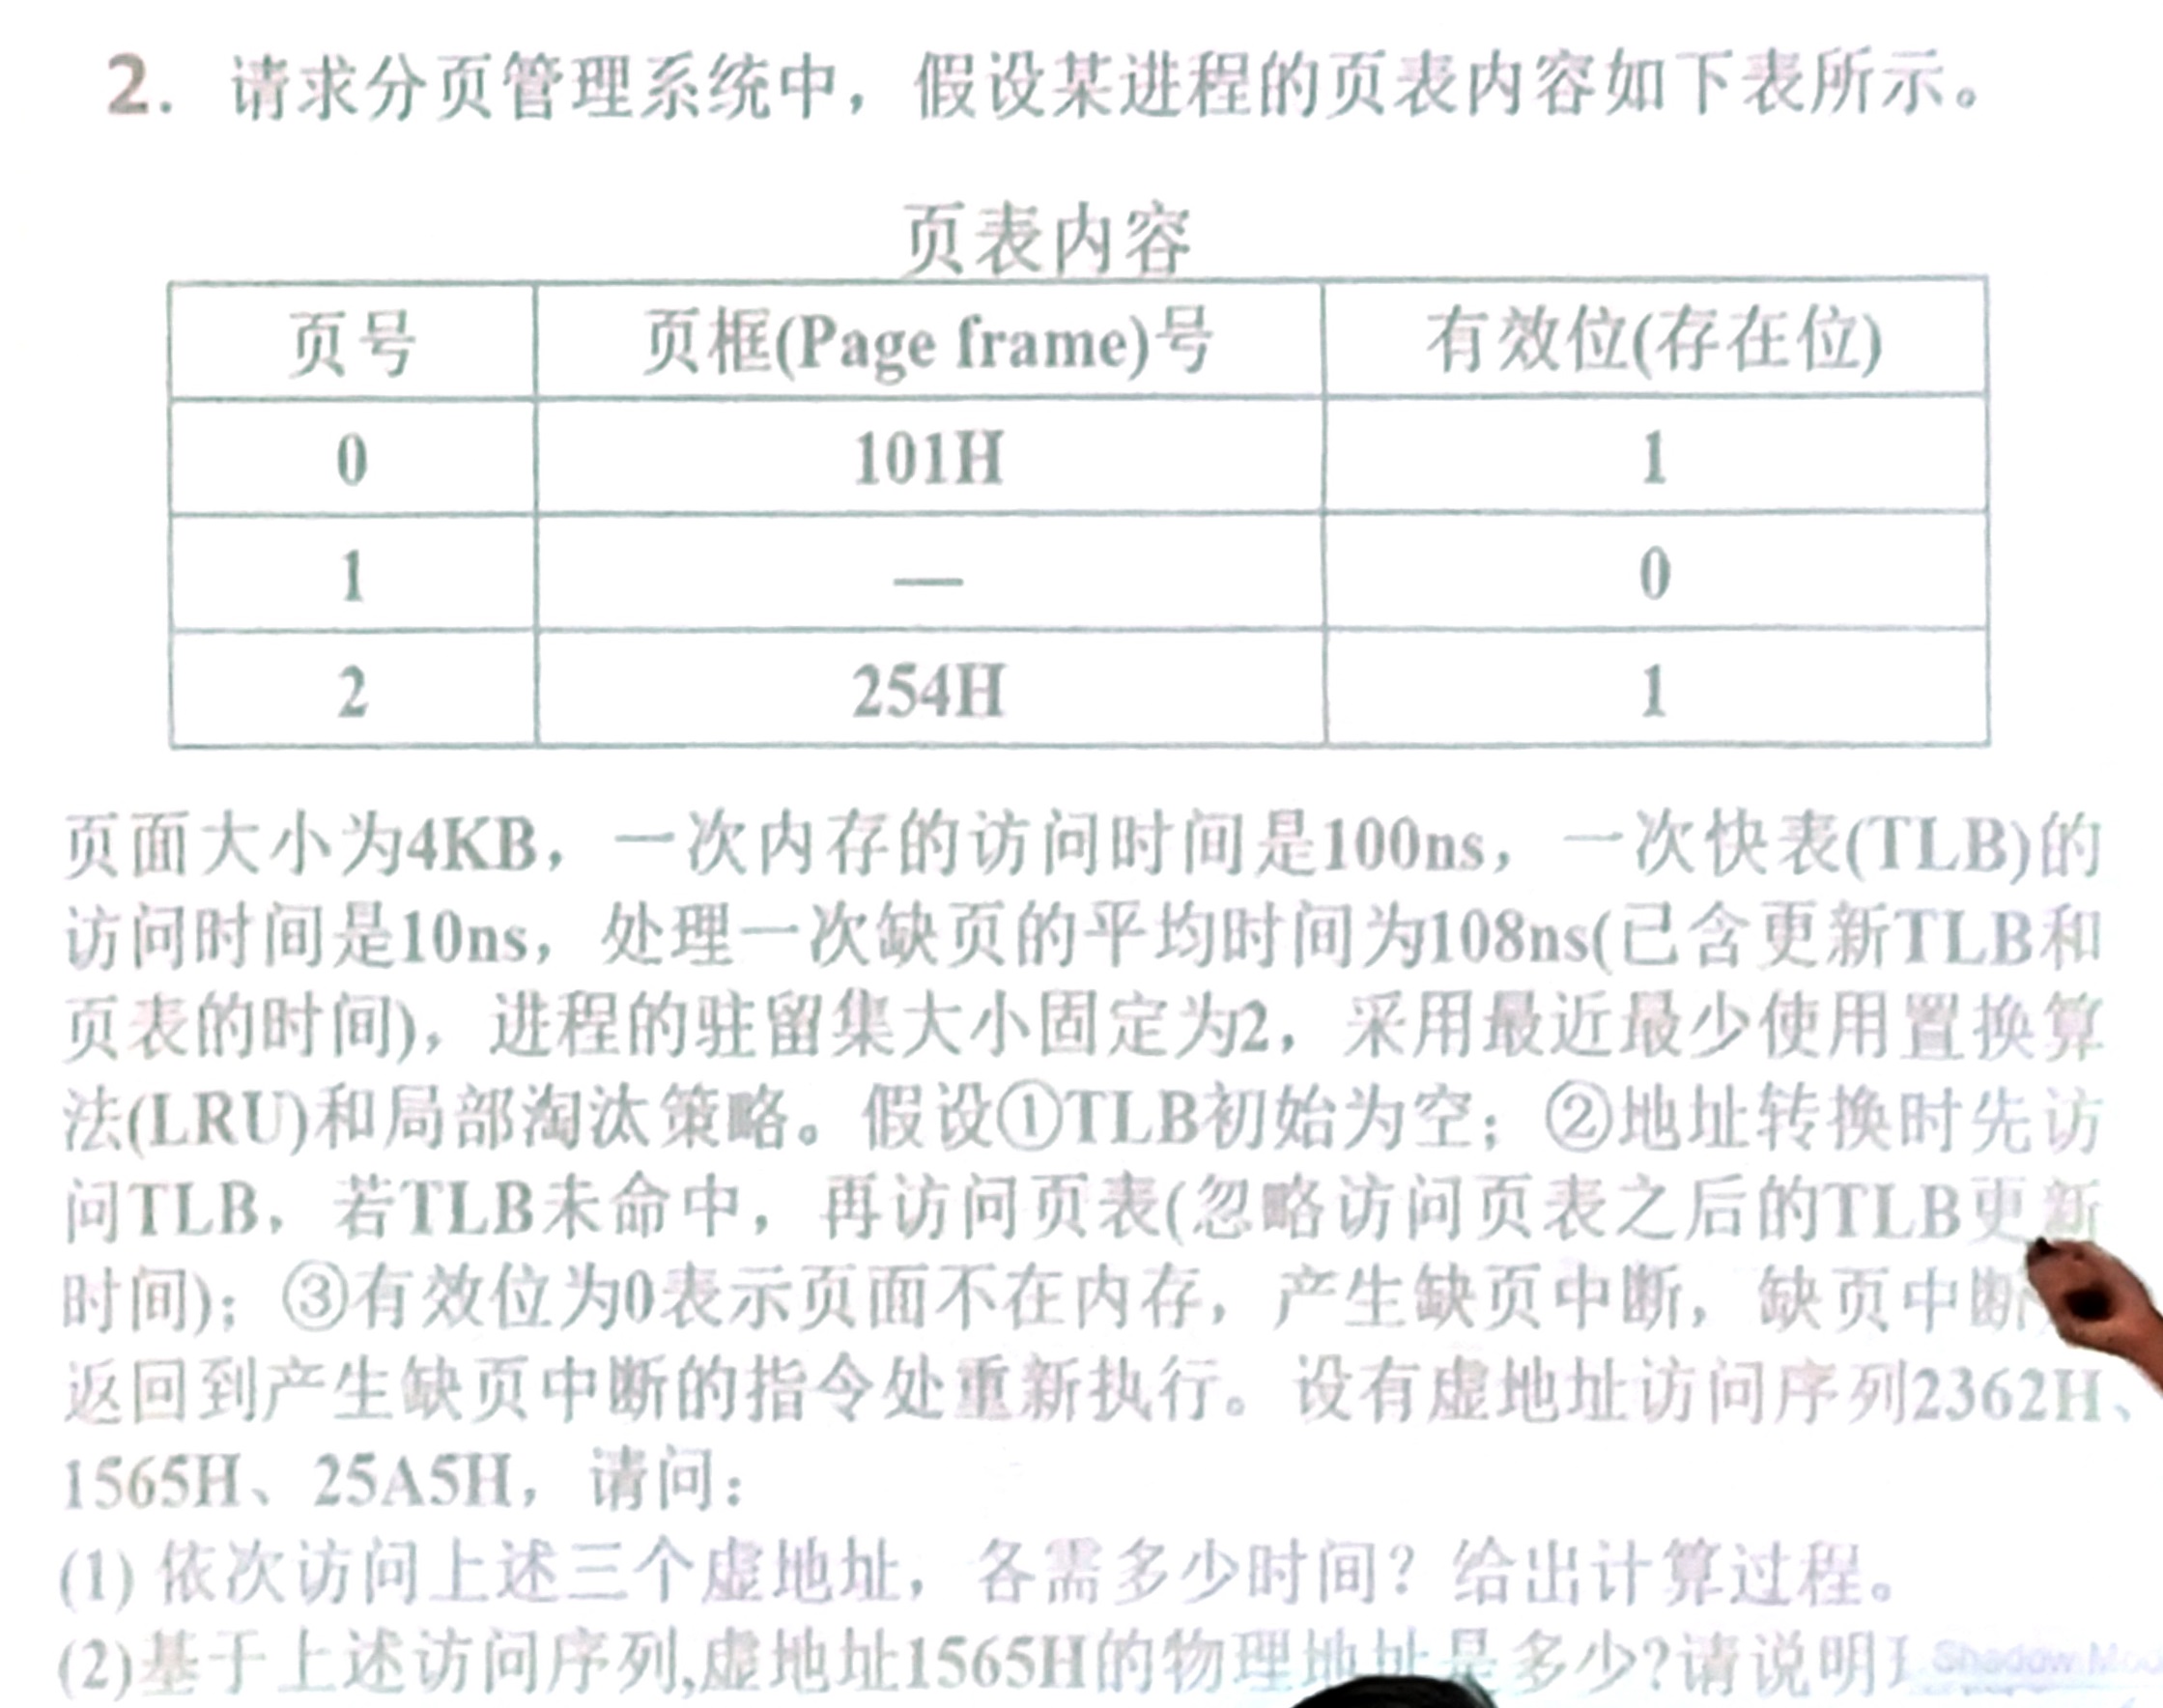 2. 请求分页管理系统中，假设某进程的页表内容如下表所示。
页表内容
页号 页框(Page frame)号 有效位(存在位)
0 101H 1
1 — 0
2 254H 1
页面大小为4KB，一次内存的访问时间是100ns，一次快表(TLB)的
访问时间是10ns，处理一次缺页的平均时间为108ns(已含更新TLB和
页表的时间)，进程的驻留集大小固定为2，采用最近最少使用置换算
法(LRU)和局部淘汰策略。假设①TLB初始为空；②地址转换时先访
问TLB，若TLB未命中，再访问页表(忽略访问页表之后的TLB更新
时间)；③有效位为0表示页面不在内存，产生缺页中断，缺页中断
返回到产生缺页中断的指令处重新执行。设有虚地址访问序列2362H、
1565H、25A5H，请问：
(1) 依次访问上述三个虚地址，各需多少时间？给出计算过程。
(2)基于上述访问序列,虚地址1565H的物理地址是多少?请说明